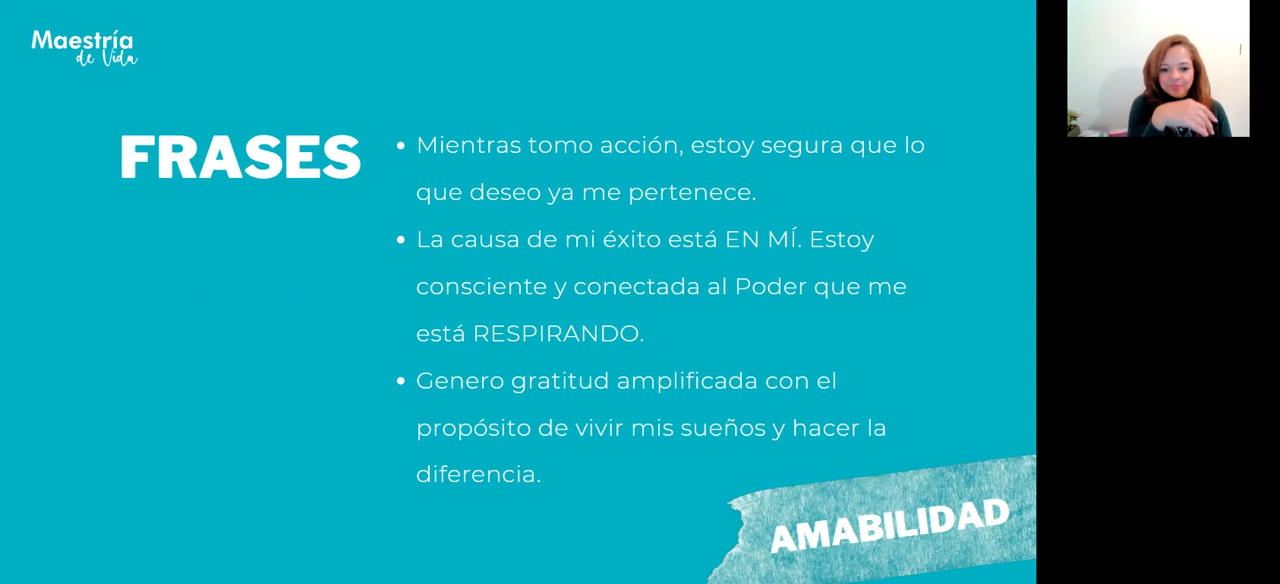 Maestría
de Vida
FRASES
• Mientras tomo acción, estoy segura que lo
que deseo ya me pertenece.
• La causa de mi éxito está EN MÍ. Estoy
consciente y conectada al Poder que me
está RESPIRANDO.
• Genero gratitud amplificada con el
propósito de vivir mis sueños y hacer la
diferencia.
AMABILIDAD